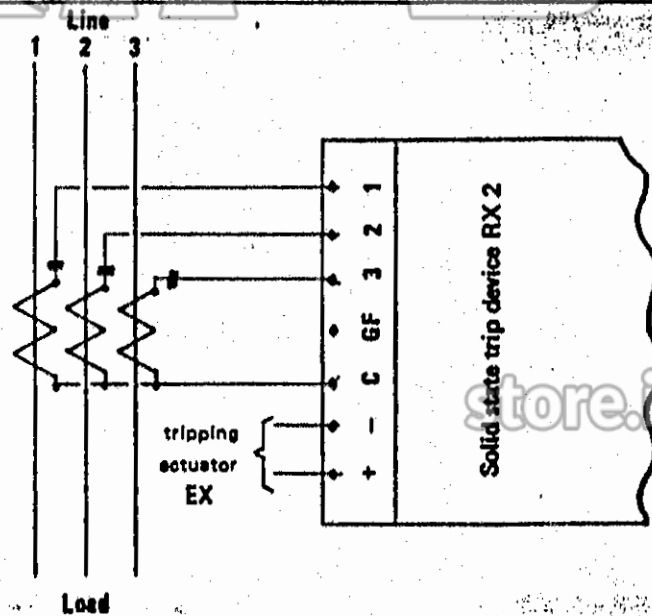 Line
1 2 3
1
2
3
GF
C
–
+
Solid state trip device RX 2
tripping
actuator
EX
Load
store.i